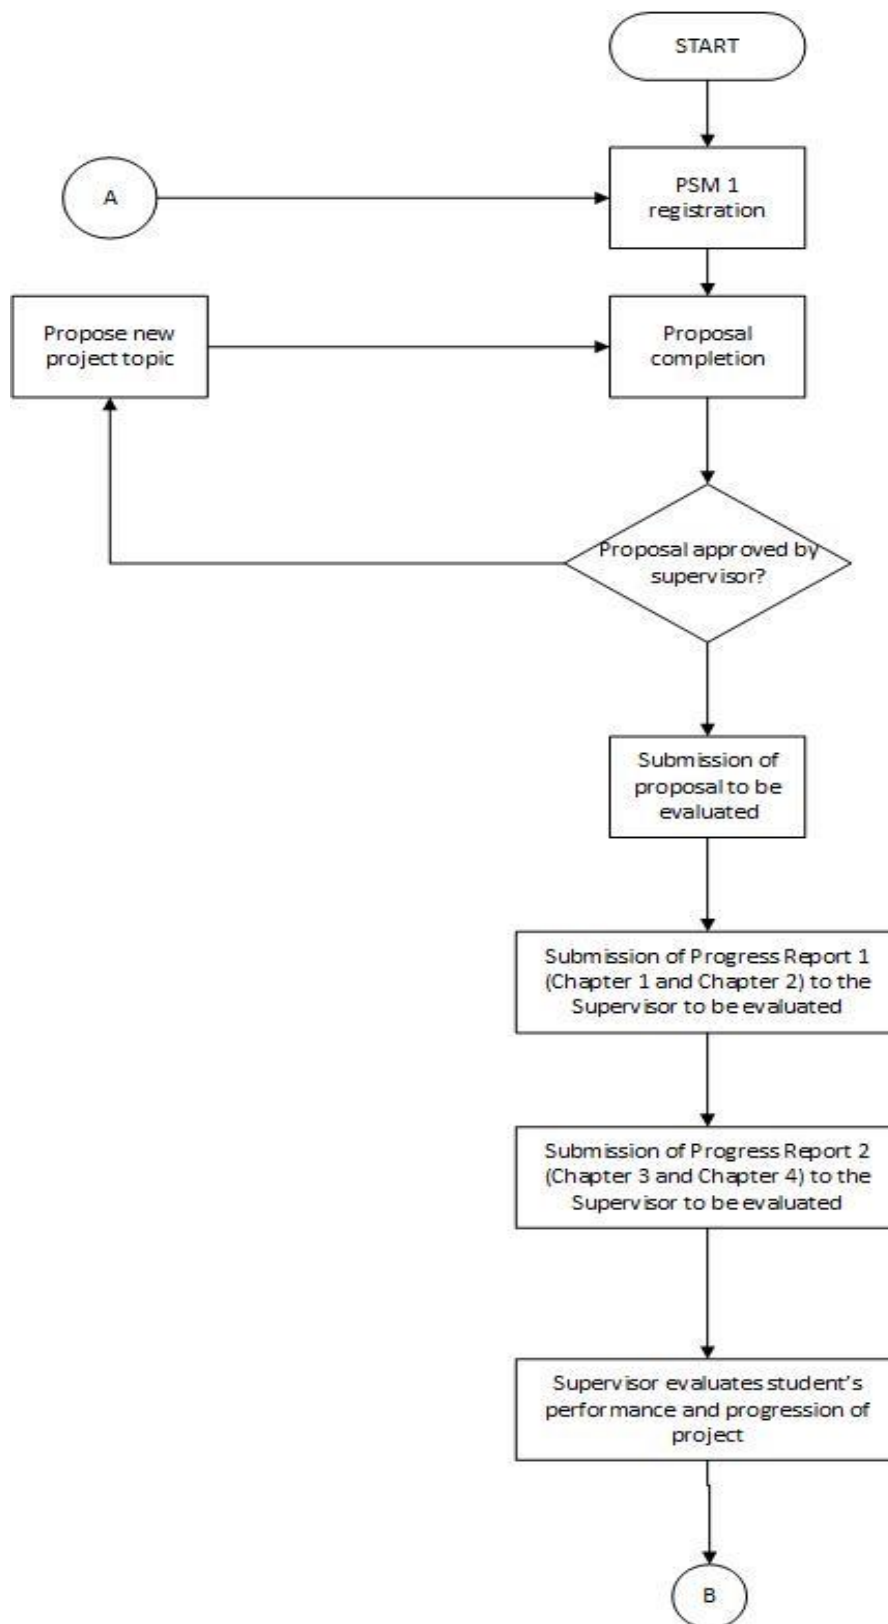 START
A
PSM 1
registration
Propose new
project topic
Proposal
completion
Proposal approved by
supervisor?
Submission of
proposal to be
evaluated
Submission of Progress Report 1
(Chapter 1 and Chapter 2) to the
Supervisor to be evaluated
Submission of Progress Report 2
(Chapter 3 and Chapter 4) to the
Supervisor to be evaluated
Supervisor evaluates student's
performance and progression of
project
B